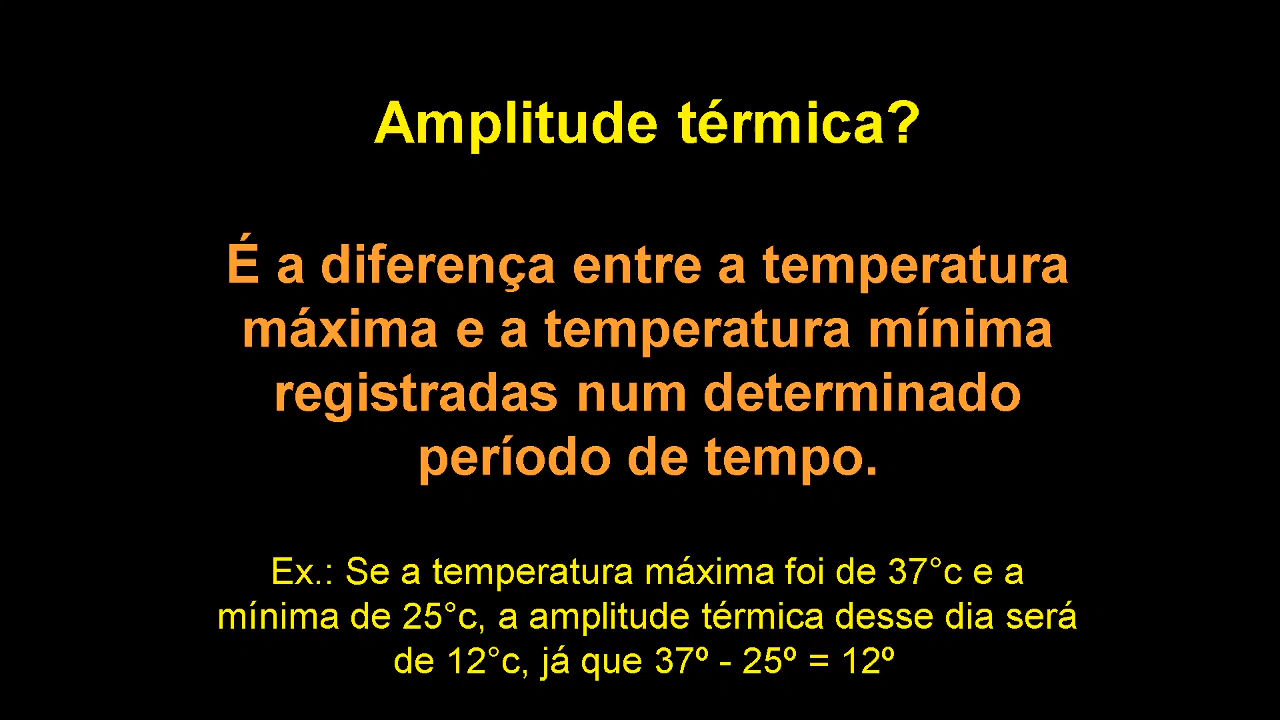 Amplitude térmica?
É a diferença entre a temperatura
máxima e a temperatura mínima
registradas num determinado
período de tempo.
Ex.: Se a temperatura máxima foi de 37°c e a
mínima de 25°c, a amplitude térmica desse dia será
de 12°c, já que 37º - 25º = 12º